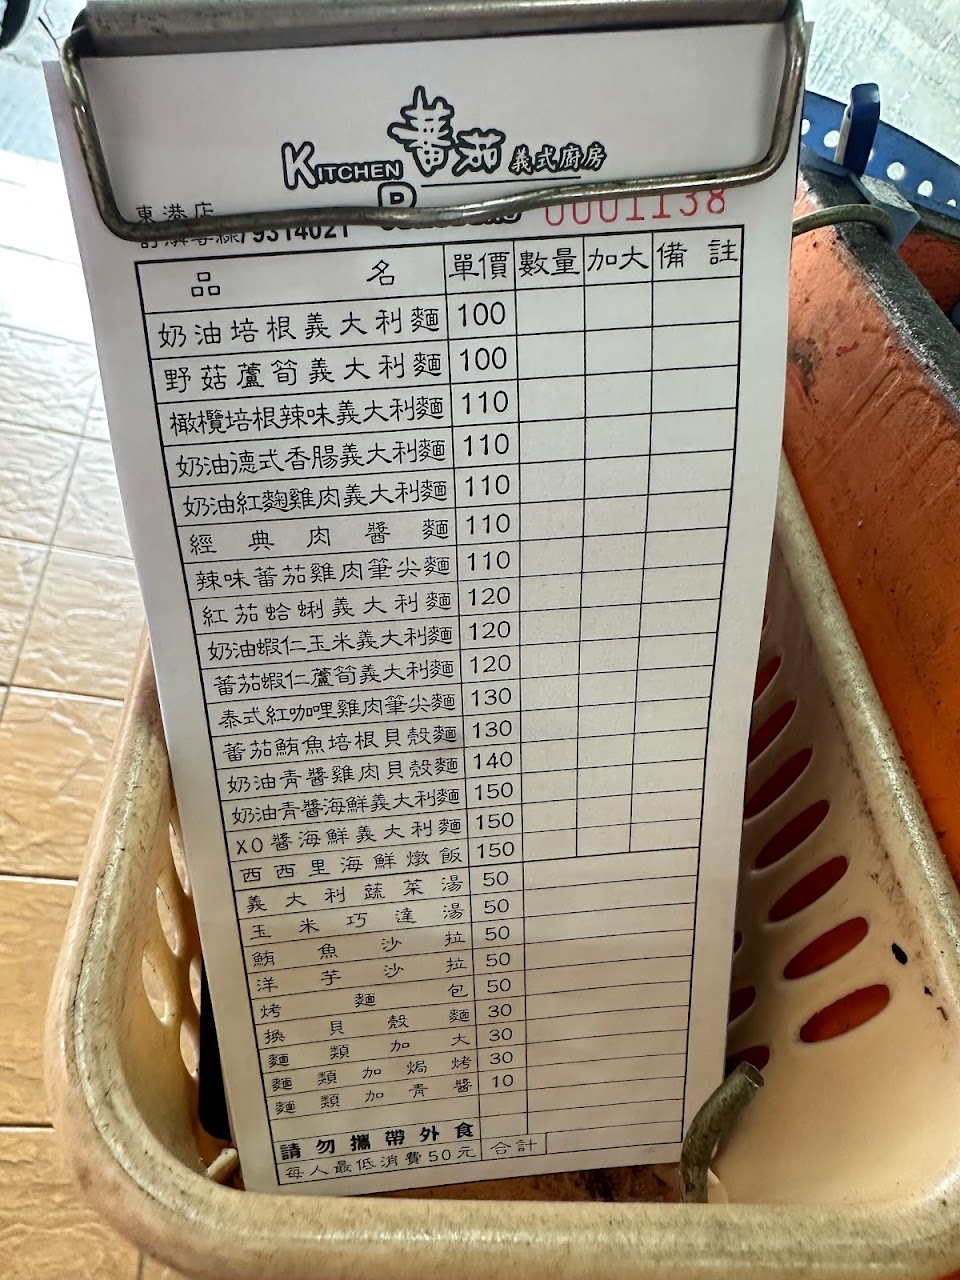 KITCHEN 蕃茄 義式廚房
東港店
0001138
品名 單價 數量 加大 備註
奶油培根義大利麵 100
野菇蘆筍義大利麵 100
橄欖培根辣味義大利麵 110
奶油德式香腸義大利麵 110
奶油紅麴雞肉義大利麵 110
經典肉醬麵 110
辣味蕃茄雞肉筆尖麵 110
紅茄蛤蜊義大利麵 120
奶油蝦仁玉米義大利麵 120
蕃茄蝦仁蘆筍義大利麵 120
泰式紅咖哩雞肉筆尖麵 130
蕃茄鮪魚培根貝殼麵 130
奶油青醬雞肉貝殼麵 140
奶油青醬海鮮義大利麵 150
XO醬海鮮義大利麵 150
西西里海鮮燉飯 150
義大利蔬菜湯 50
玉米巧達湯 50
鮪魚沙拉 50
洋芋沙拉 50
烤麵包 50
換貝殼麵 30
麵類加大 30
麵類加焗烤 30
麵類加青醬 10
請勿攜帶外食
每人最低消費50元 合計